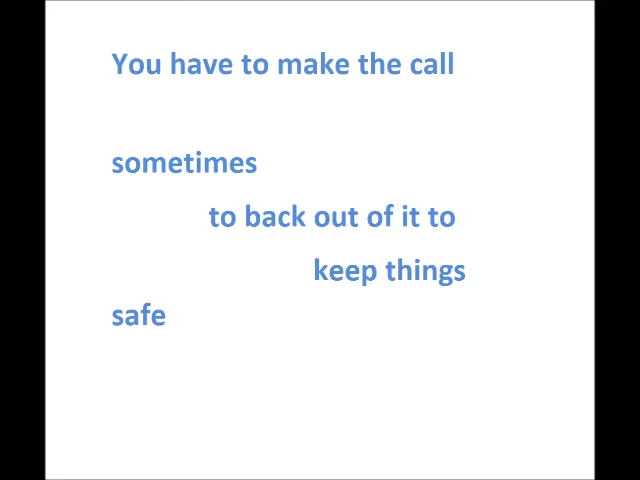 You have to make the call
sometimes
to back out of it to
keep things
safe